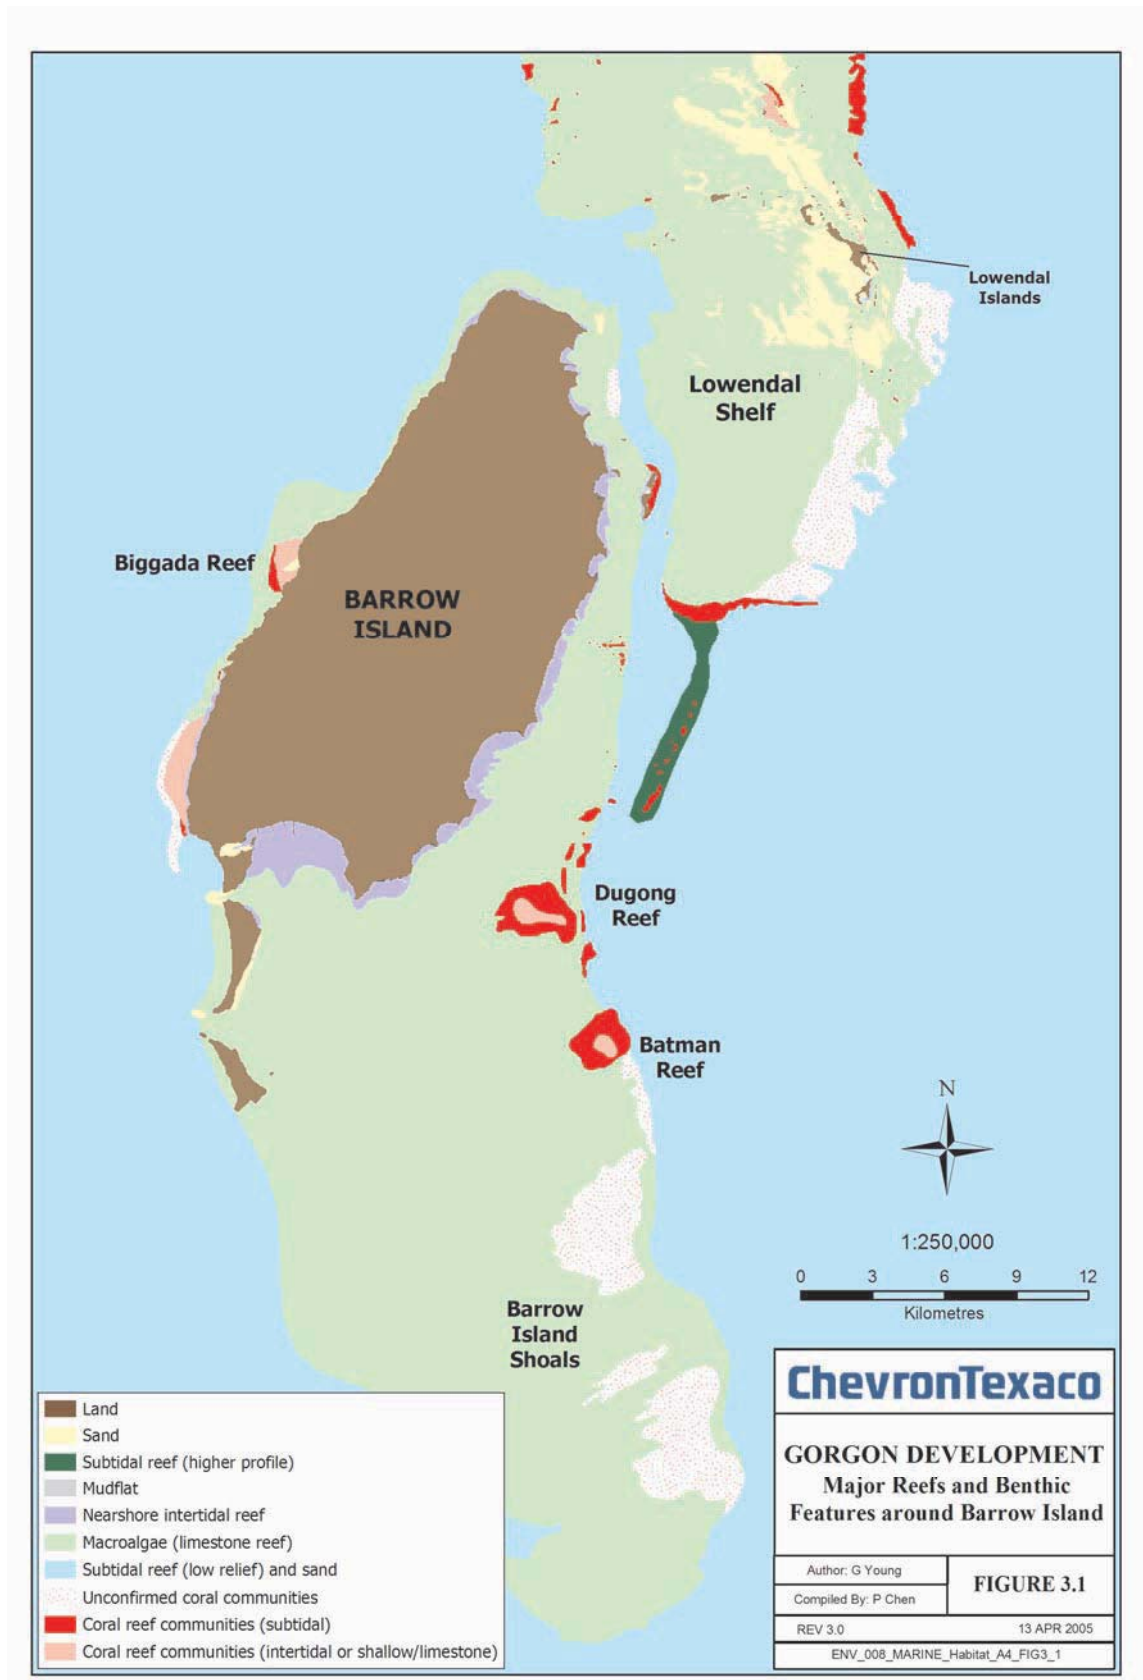 Lowendal
Islands
Lowendal
Shelf
Biggada Reef
BARROW
ISLAND
Dugong
Reef
Batman
Reef
N
1:250,000
0 3 6 9 12
Kilometres
Barrow
Island
Shoals
Land
Sand
Subtidal reef (higher profile)
Mudflat
Nearshore intertidal reef
Macroalgae (limestone reef)
Subtidal reef (low relief) and sand
Unconfirmed coral communities
Coral reef communities (subtidal)
Coral reef communities (intertidal or shallow/limestone)
ChevronTexaco
GORGON DEVELOPMENT
Major Reefs and Benthic
Features around Barrow Island
Author: G Young
Compiled By: P Chen
FIGURE 3.1
REV 3.0 13 APR 2005
ENV_008_MARINE_Habitat_A4_FIG3_1